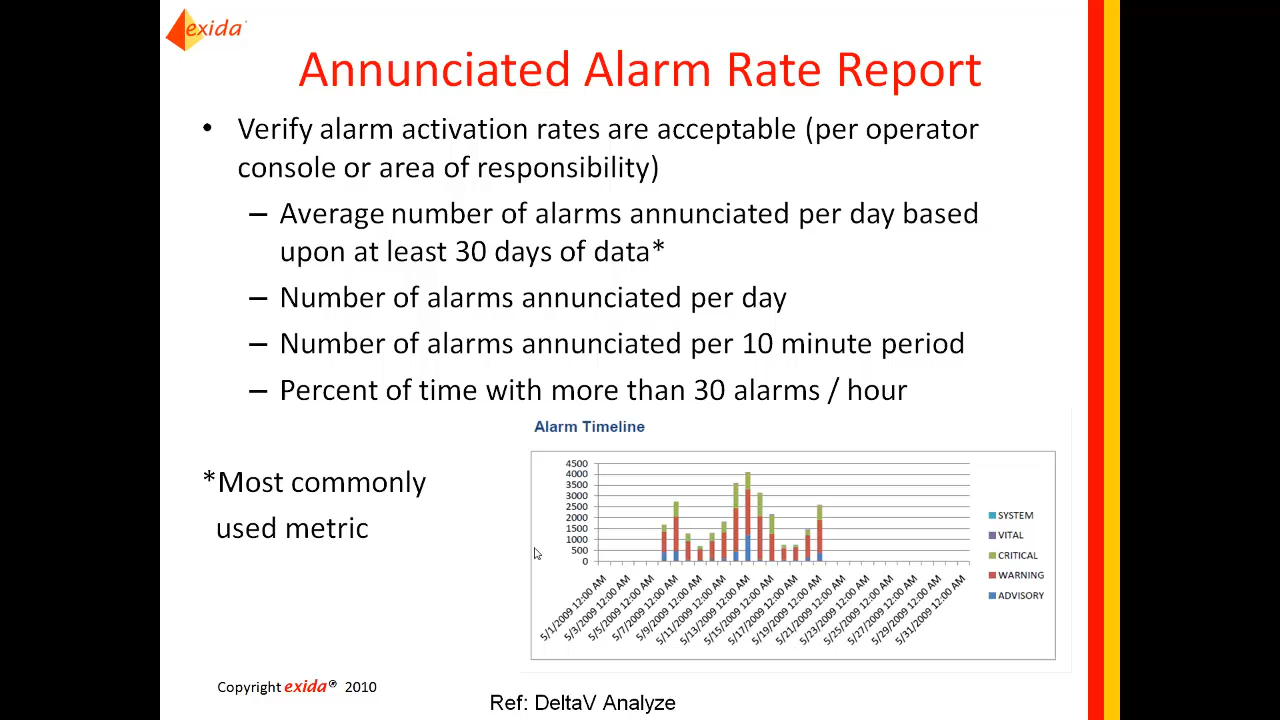 exida
Annunciated Alarm Rate Report
• Verify alarm activation rates are acceptable (per operator
console or area of responsibility)
– Average number of alarms annunciated per day based
upon at least 30 days of data*
– Number of alarms annunciated per day
– Number of alarms annunciated per 10 minute period
– Percent of time with more than 30 alarms / hour
*Most commonly
used metric
Alarm Timeline
4500
4000
3500
3000
2500
2000
1500
1000
500
0
5/1/2009 12:00 AM
5/3/2009 12:00 AM
5/5/2009 12:00 AM
5/7/2009 12:00 AM
5/9/2009 12:00 AM
5/11/2009 12:00 AM
5/13/2009 12:00 AM
5/15/2009 12:00 AM
5/17/2009 12:00 AM
5/19/2009 12:00 AM
5/21/2009 12:00 AM
5/23/2009 12:00 AM
5/25/2009 12:00 AM
5/27/2009 12:00 AM
5/29/2009 12:00 AM
5/31/2009 12:00 AM
SYSTEM
VITAL
CRITICAL
WARNING
ADVISORY
Copyright exida® 2010
Ref: DeltaV Analyze